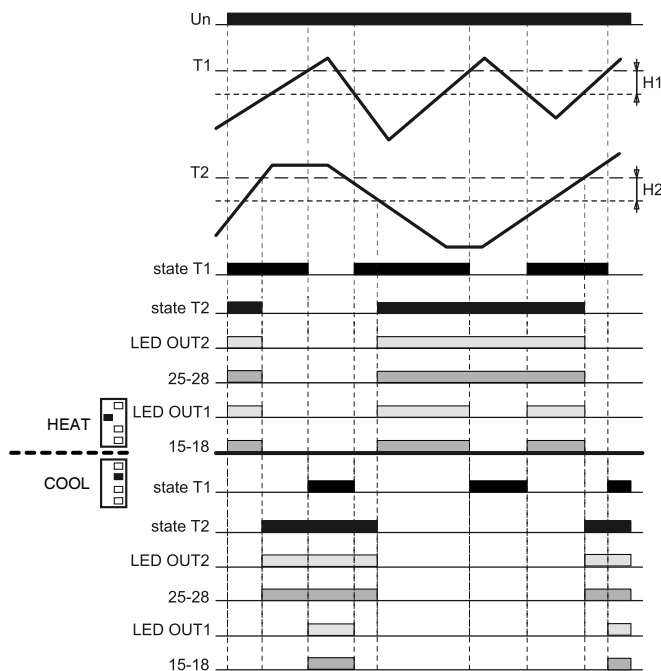 Un
T1
H1
T2
H2
state T1
state T2
LED OUT2
25-28
HEAT
LED OUT1
15-18
COOL
state T1
state T2
LED OUT2
25-28
LED OUT1
15-18